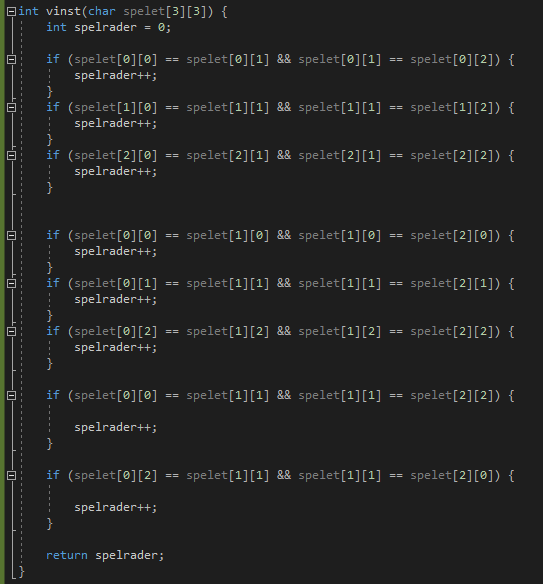 int vinst(char spelet[3][3]) {
    int spelrader = 0;

    if (spelet[0][0] == spelet[0][1] && spelet[0][1] == spelet[0][2]) {
        spelrader++;
    }
    if (spelet[1][0] == spelet[1][1] && spelet[1][1] == spelet[1][2]) {
        spelrader++;
    }
    if (spelet[2][0] == spelet[2][1] && spelet[2][1] == spelet[2][2]) {
        spelrader++;
    }


    if (spelet[0][0] == spelet[1][0] && spelet[1][0] == spelet[2][0]) {
        spelrader++;
    }
    if (spelet[0][1] == spelet[1][1] && spelet[1][1] == spelet[2][1]) {
        spelrader++;
    }
    if (spelet[0][2] == spelet[1][2] && spelet[1][2] == spelet[2][2]) {
        spelrader++;
    }

    if (spelet[0][0] == spelet[1][1] && spelet[1][1] == spelet[2][2]) {

        spelrader++;
    }

    if (spelet[0][2] == spelet[1][1] && spelet[1][1] == spelet[2][0]) {

        spelrader++;
    }

    return spelrader;
}